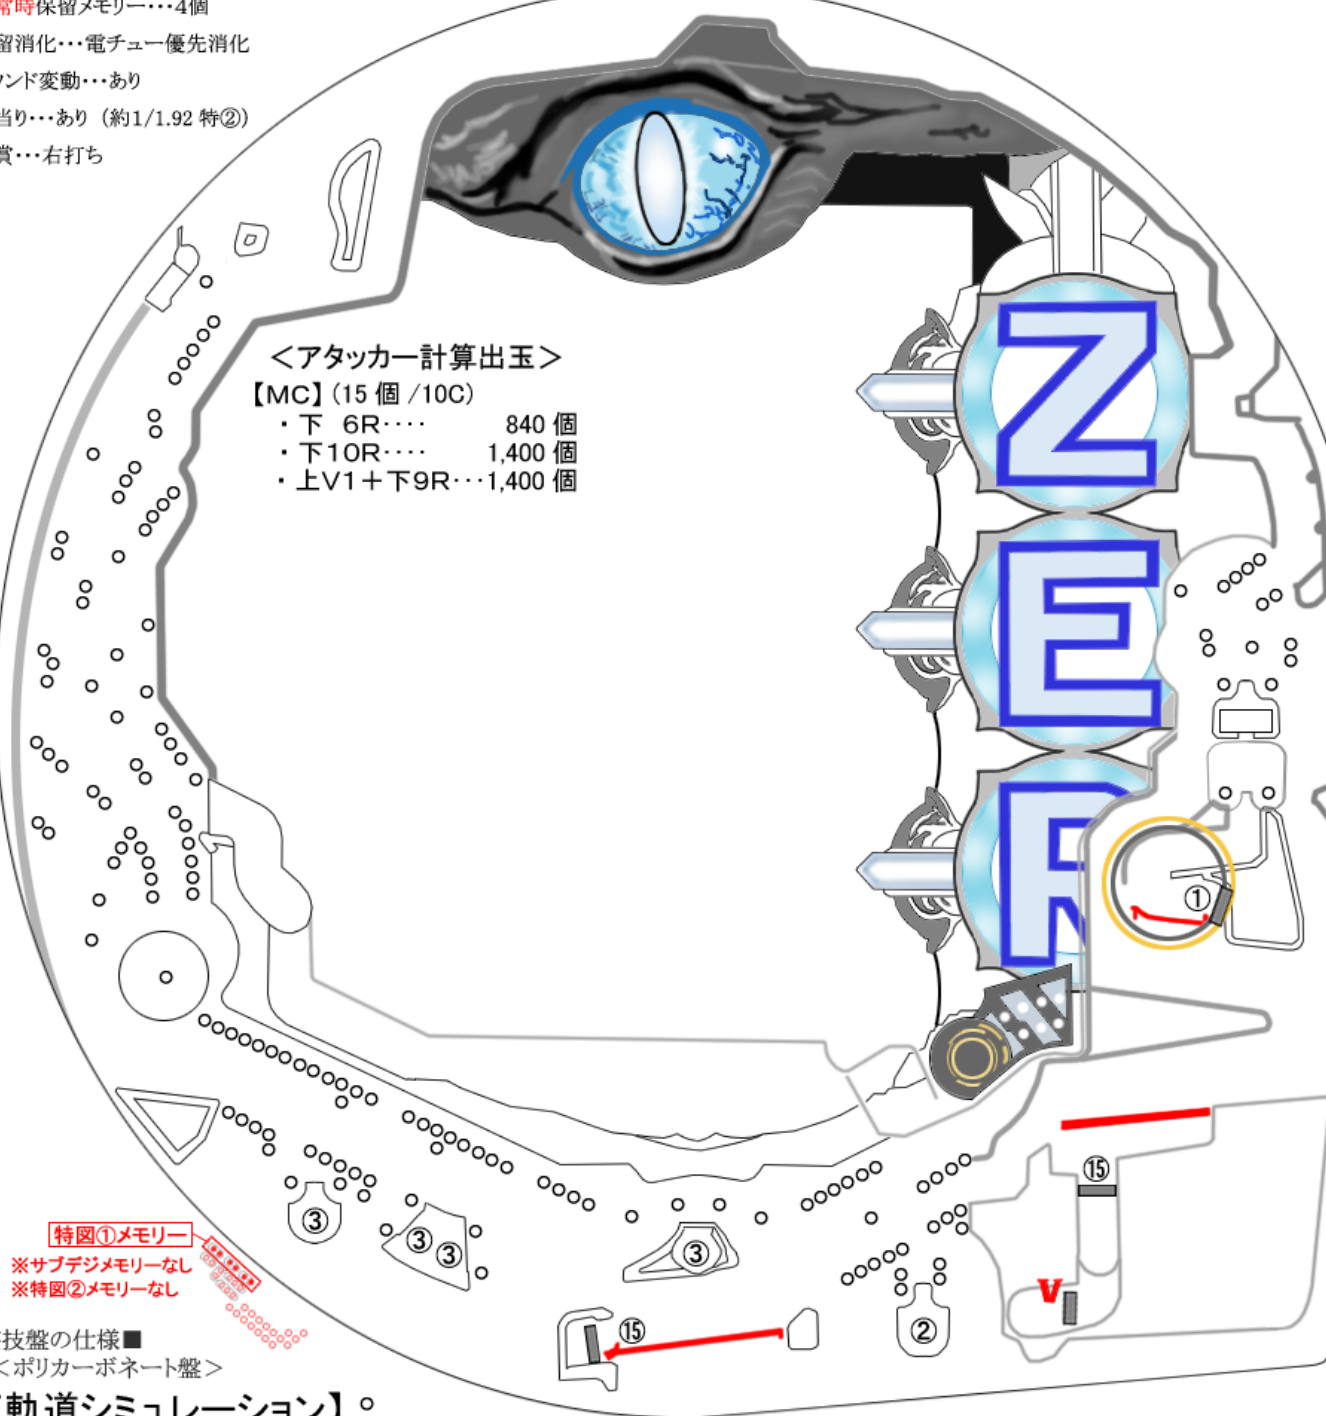 常時保留メモリー･･･4個
留消化･･･電チュー優先消化
ウンド変動･･･あり
当り･･･あり (約1/1.92 特②)
賞･･･右打ち
＜アタッカー計算出玉＞
【MC】(15個/10C)
・下 6R････ 840個
・下10R････ 1,400個
・上V1＋下9R･･･1,400個
Z
E
R
①
⑮
③
③
③
③
V
⑮
②
特図①メモリー
※サブデジメモリーなし
※特図②メモリーなし
技盤の仕様■
＜ポリカーボネート盤＞
軌道シミュレーション】